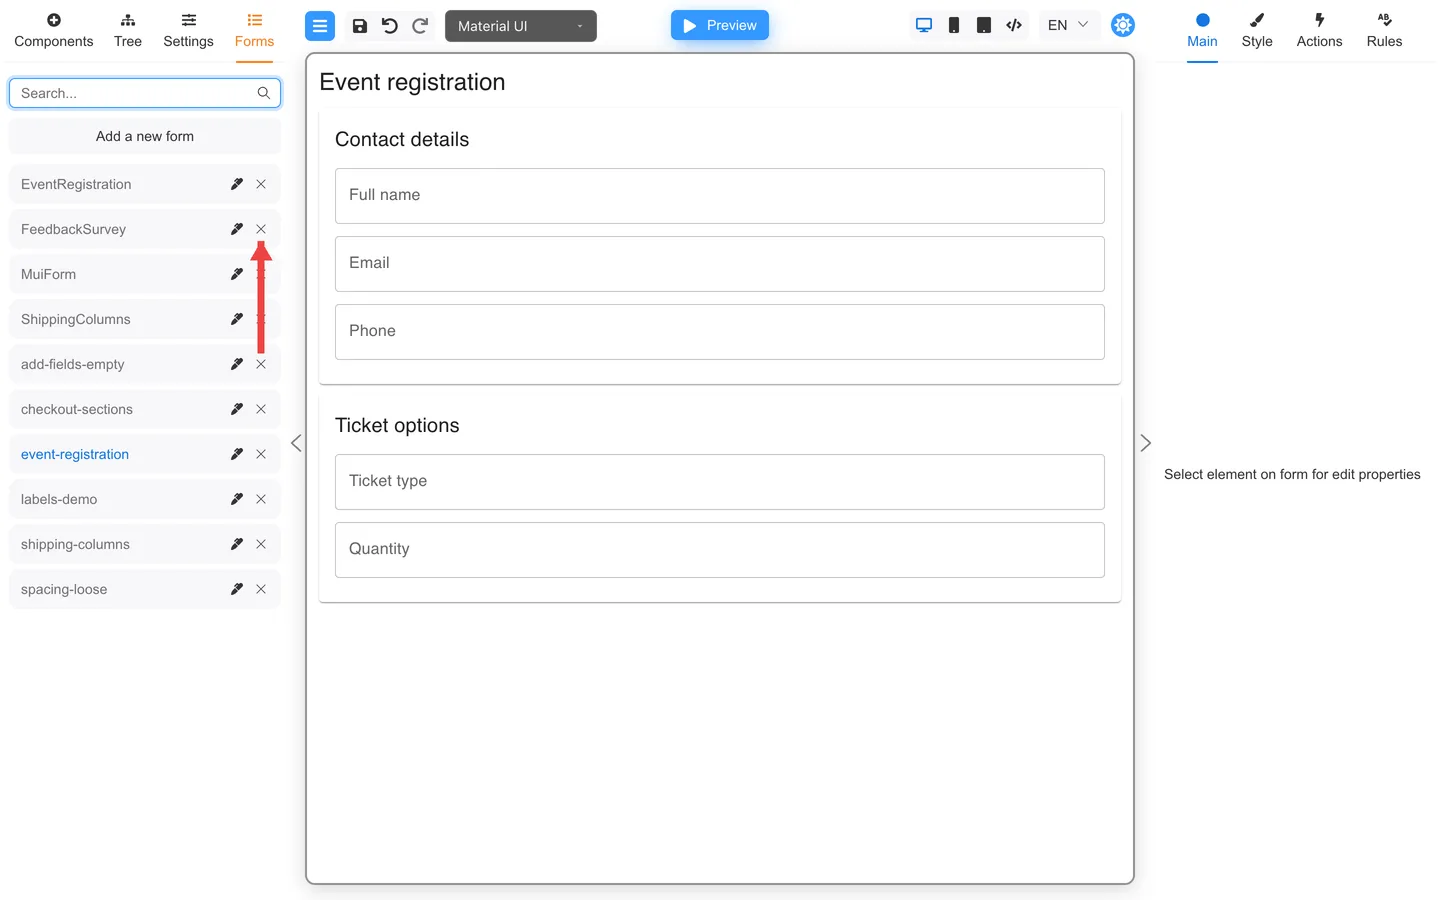 Components
Tree
Settings
Forms
Material UI
Preview
EN
Main
Style
Actions
AB
Rules
Search...
Add a new form
EventRegistration
FeedbackSurvey
MuiForm
ShippingColumns
add-fields-empty
checkout-sections
event-registration
labels-demo
shipping-columns
spacing-loose
Event registration
Contact details
Full name
Email
Phone
Ticket options
Ticket type
Quantity
Select element on form for edit properties